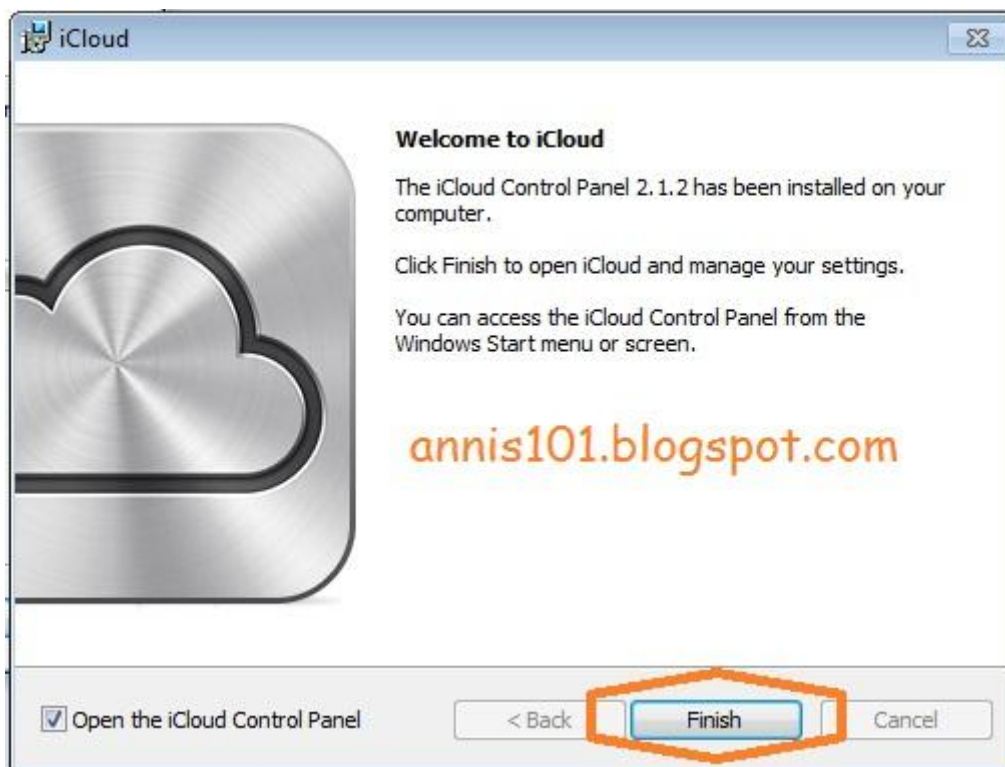 iCloud
Welcome to iCloud
The iCloud Control Panel 2.1.2 has been installed on your
computer.
Click Finish to open iCloud and manage your settings.
You can access the iCloud Control Panel from the
Windows Start menu or screen.
annis101.blogspot.com
Open the iCloud Control Panel
< Back
Finish
Cancel